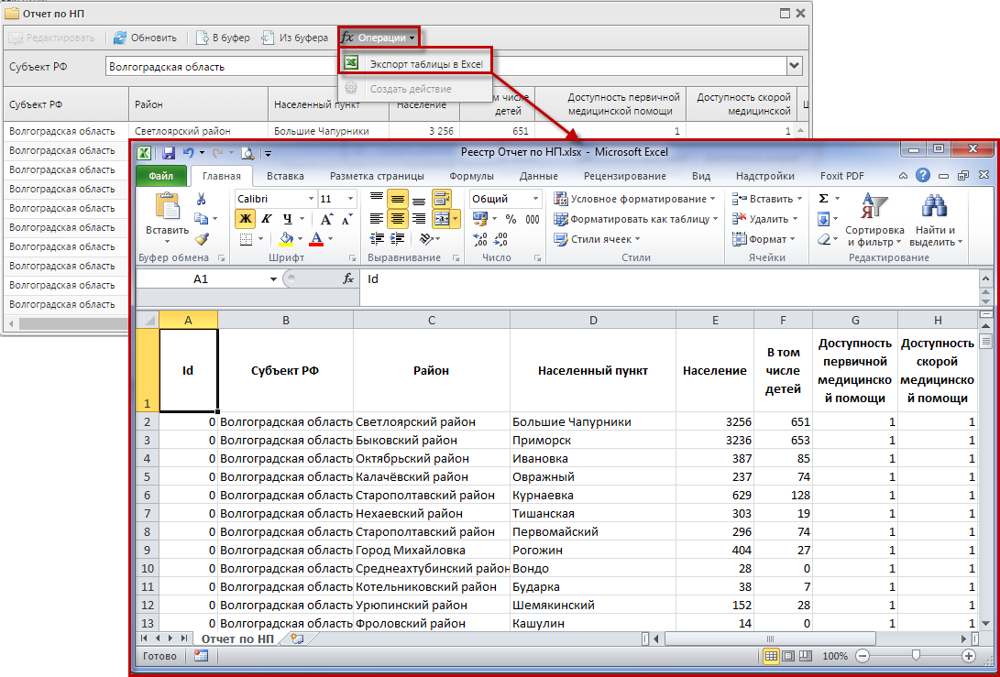 Отчет по НП
Редактировать Обновить В буфер Из буфера fx Операции
Субъект РФ Волгоградская область
Экспорт таблицы в Excel
Создать действие
Субъект РФ Район Населенный пункт Население том числе детей Доступность первичной медицинской помощи Доступность скорой медицинской
Волгоградская область Светлоярский район Большие Чапурники 3 256 651 1 1
Волгоградская область
Волгоградская область
Волгоградская область
Волгоградская область
Волгоградская область
Волгоградская область
Волгоградская область
Волгоградская область
Волгоградская область
Реестр Отчет по НП.xlsx - Microsoft Excel
Файл Главная Вставка Разметка страницы Формулы Данные Рецензирование Вид Надстройки Foxit PDF
Calibri 11 Общий Условное форматирование Вставить Σ
Вставить Ж К Ч А А % 000 Форматировать как таблицу Удалить Сортировка и фильтр Найти и выделить
А ,00 ,0 Стили ячеек Формат
Буфер обмена Шрифт Выравнивание Число Стили Ячейки Редактирование
A1 fx Id
A B C D E F G H
1 Id Субъект РФ Район Населенный пункт Население В том числе детей Доступность первичной медицинско й помощи Доступность скорой медицинско й помощи
2 0 Волгоградская область Светлоярский район Большие Чапурники 3256 651 1 1
3 0 Волгоградская область Быковский район Приморск 3236 653 1 1
4 0 Волгоградская область Октябрьский район Ивановка 387 85 1 1
5 0 Волгоградская область Калачёвский район Овражный 237 74 1 1
6 0 Волгоградская область Старополтавский район Курнаевка 629 128 1 1
7 0 Волгоградская область Нехаевский район Тишанская 303 19 1 1
8 0 Волгоградская область Старополтавский район Первомайский 296 74 1 1
9 0 Волгоградская область Город Михайловка Рогожин 404 27 1 1
10 0 Волгоградская область Среднеахтубинский район Вондо 28 0 1 1
11 0 Волгоградская область Котельниковский район Бударка 38 7 1 1
12 0 Волгоградская область Урюпинский район Шемякинский 152 28 1 1
13 0 Волгоградская область Фроловский район Кашулин 14 0 1 1
Отчет по НП
Готово 100%